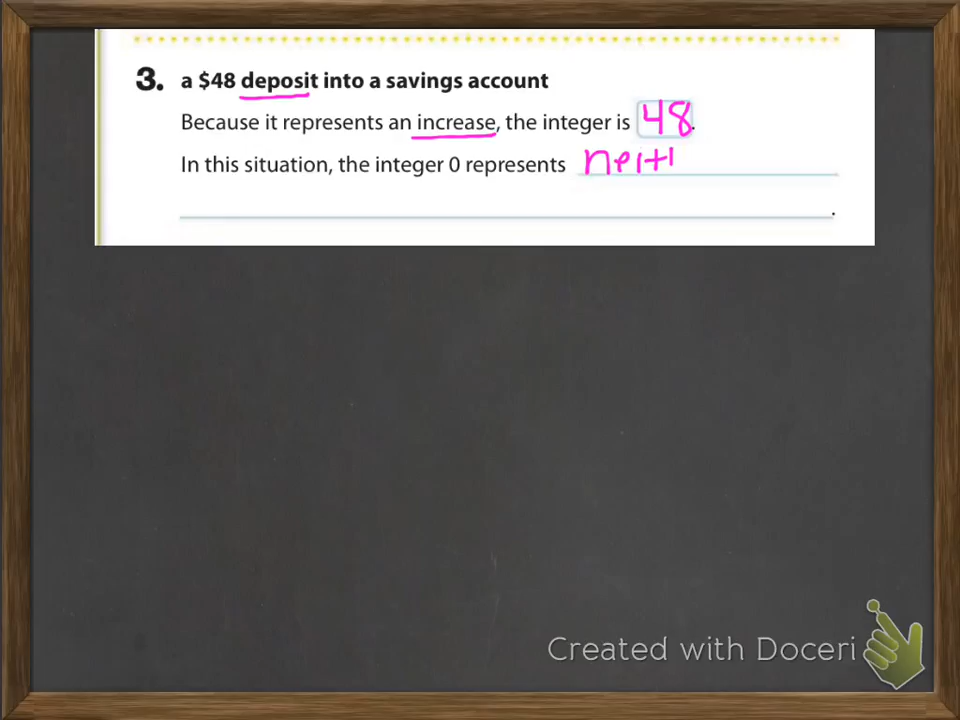 3. a $48 deposit into a savings account
Because it represents an increase, the integer is 48.
In this situation, the integer 0 represents neith
.
Created with Doceri